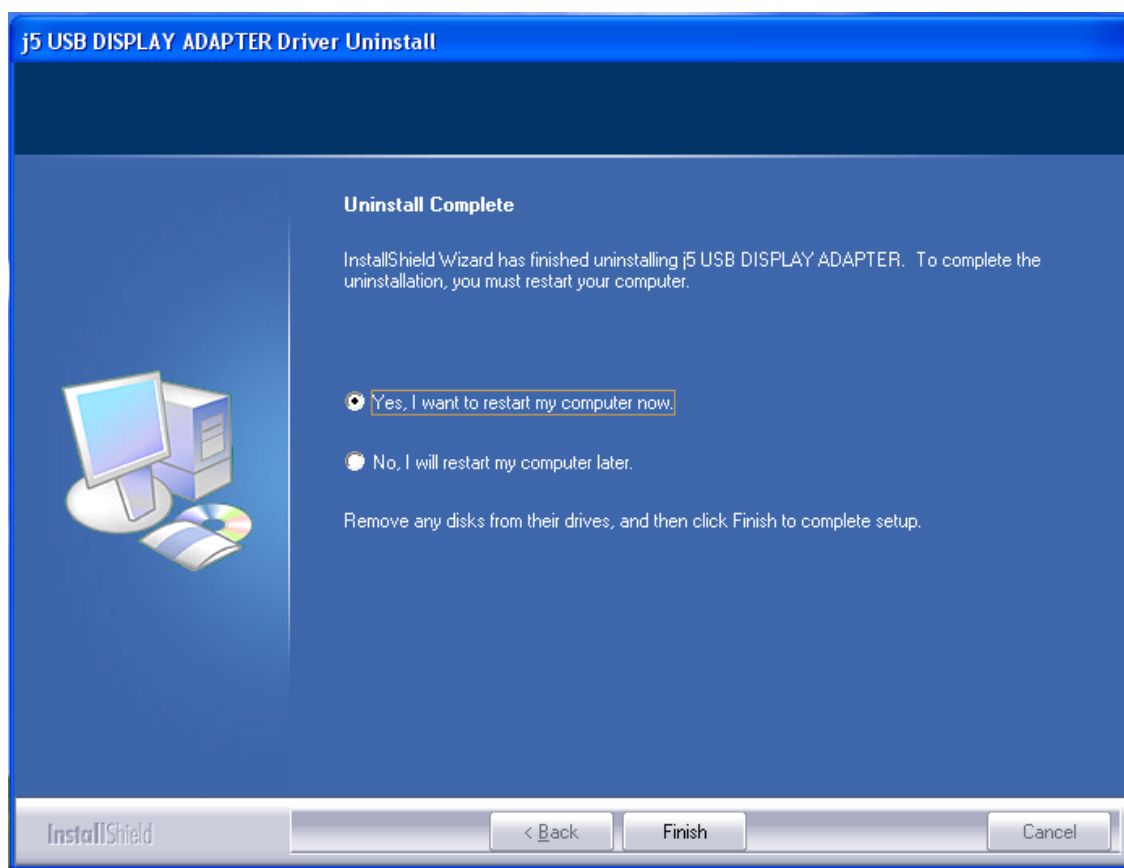 j5 USB DISPLAY ADAPTER Driver Uninstall
Uninstall Complete
InstallShield Wizard has finished uninstalling j5 USB DISPLAY ADAPTER.  To complete the
uninstallation, you must restart your computer.
Yes, I want to restart my computer now.
No, I will restart my computer later.
Remove any disks from their drives, and then click Finish to complete setup.
InstallShield
< Back
Finish
Cancel